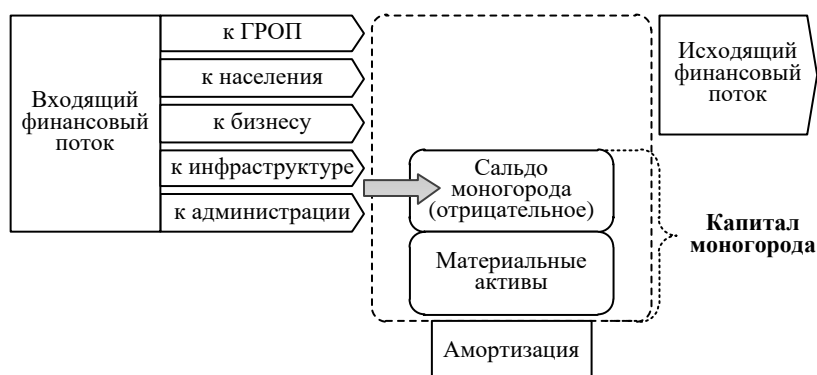 Входящий
финансовый
поток
к ГРОП
к населения
к бизнесу
к инфраструктуре
к администрации
Сальдо
моногорода
(отрицательное)
Материальные
активы
Амортизация
Исходящий
финансовый
поток
Капитал
моногорода